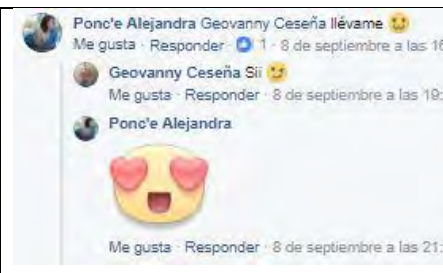 Ponc'e Alejandra Geovanny Ceseña llévame
Me gusta · Responder · 1 · 8 de septiembre a las 16
Geovanny Ceseña Sii
Me gusta · Responder · 8 de septiembre a las 19:
Ponc'e Alejandra
Me gusta · Responder · 8 de septiembre a las 21: